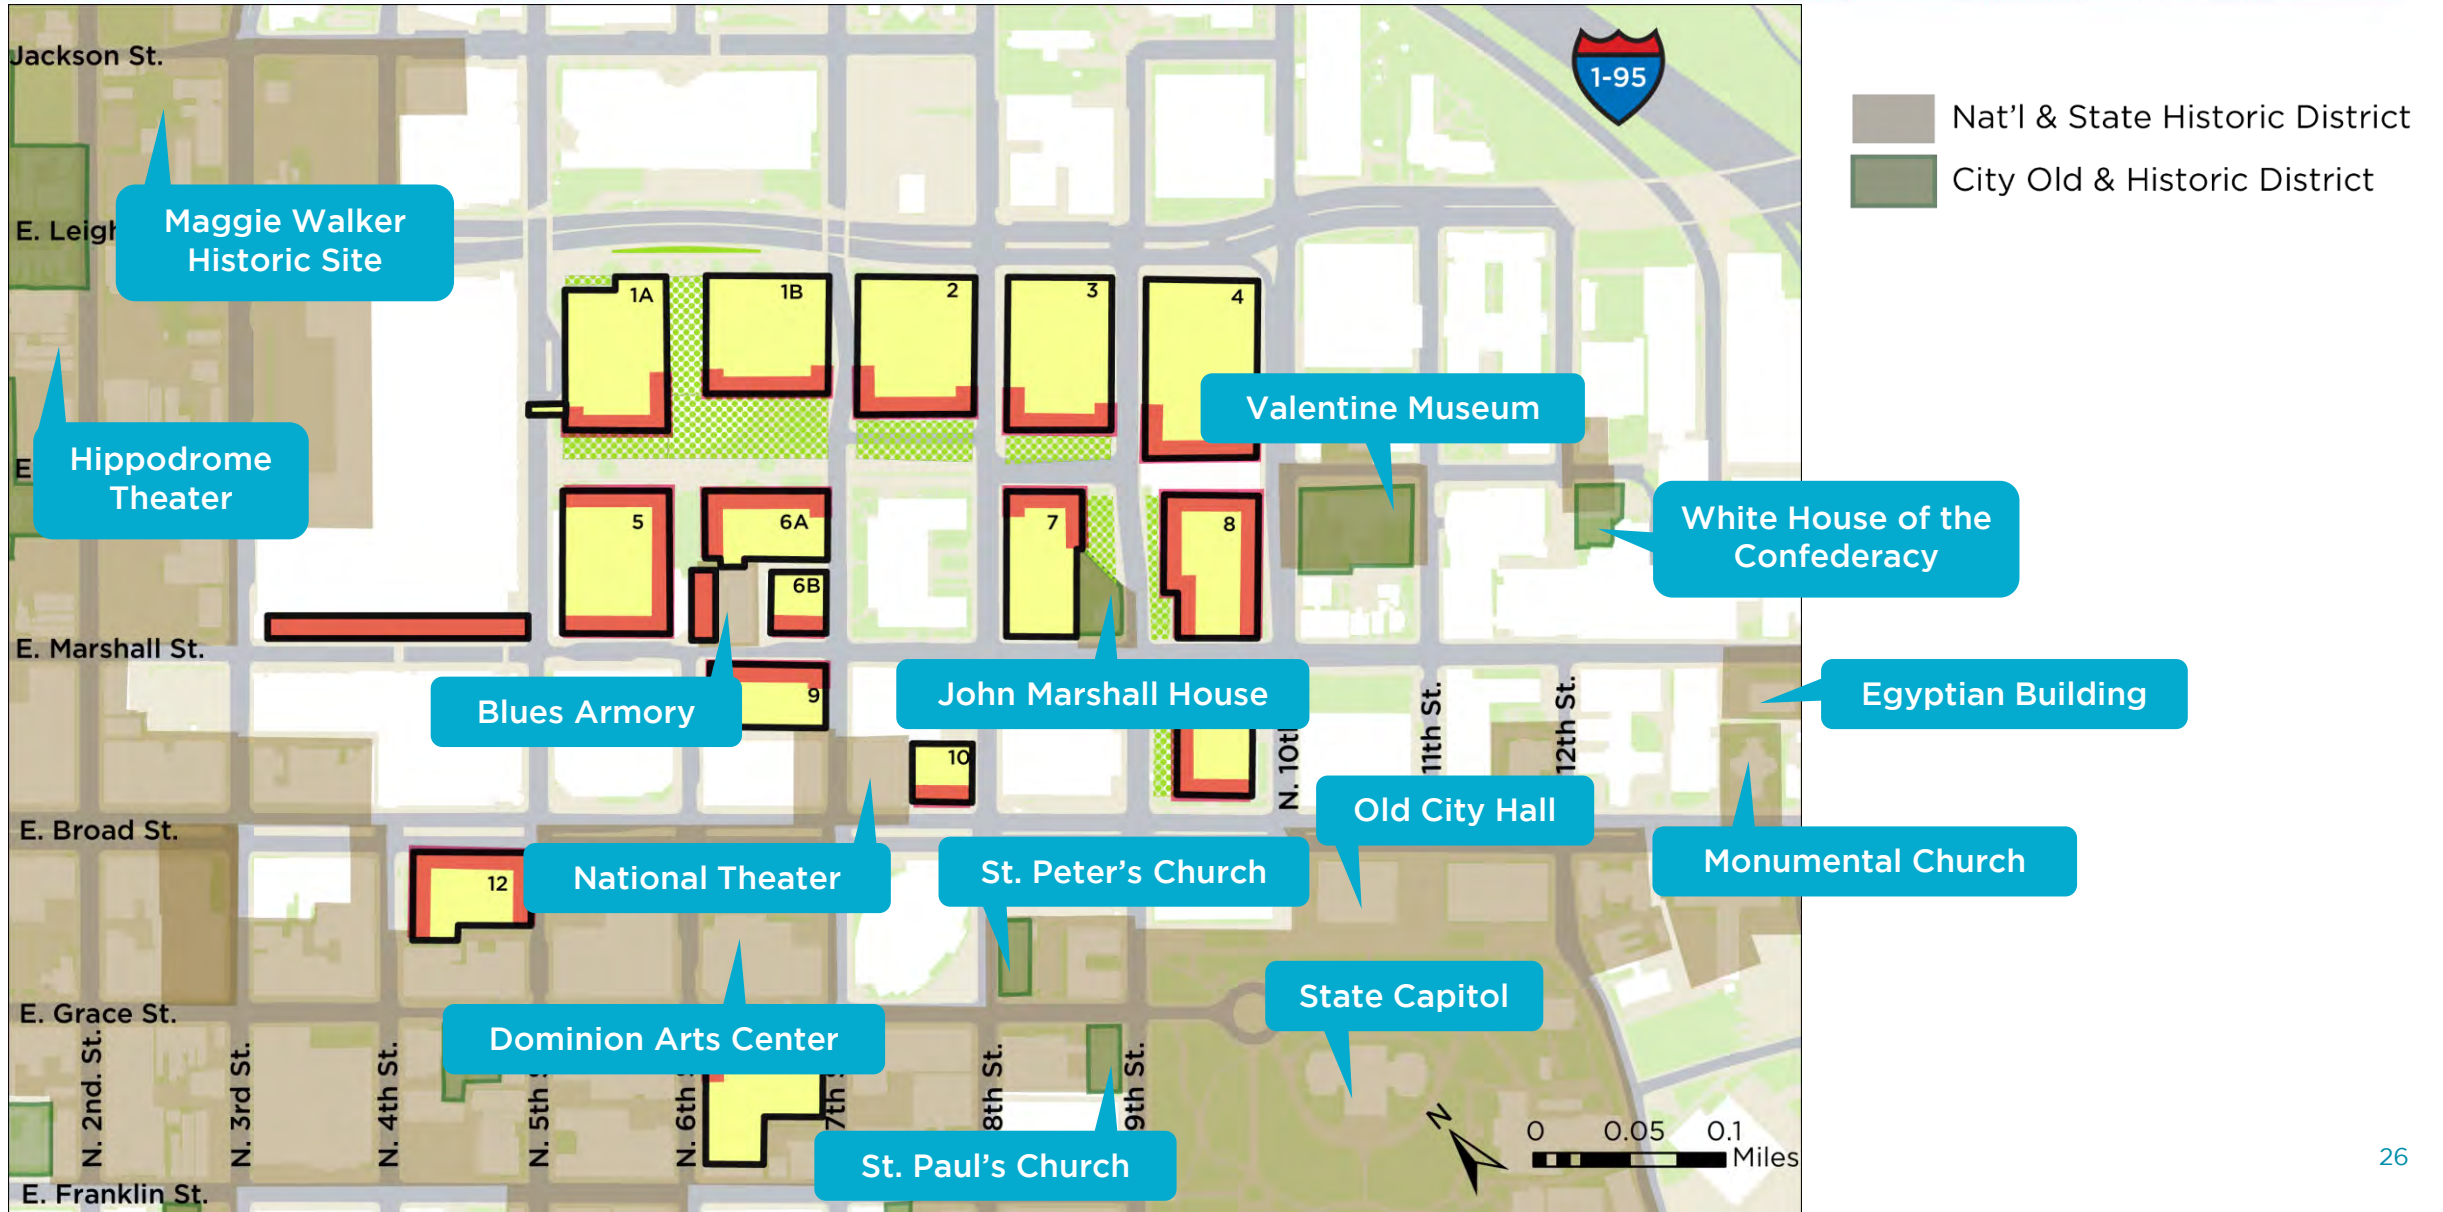 Jackson St.
1-95
Nat'l & State Historic District
City Old & Historic District
Maggie Walker
Historic Site
E. Leigh
1A
1B
2
3
4
Valentine Museum
Hippodrome
Theater
E
5
6A
7
8
White House of the
Confederacy
6B
E. Marshall St.
Blues Armory
9
John Marshall House
Egyptian Building
10
N. 10th
11th St.
12th St.
Old City Hall
E. Broad St.
12
National Theater
St. Peter's Church
Monumental Church
State Capitol
E. Grace St.
Dominion Arts Center
N. 2nd. St.
N. 3rd St.
N. 4th St.
N. 5th
N. 6th
7th
8th St.
9th St.
St. Paul's Church
N
0 0.05 0.1
Miles
26
E. Franklin St.